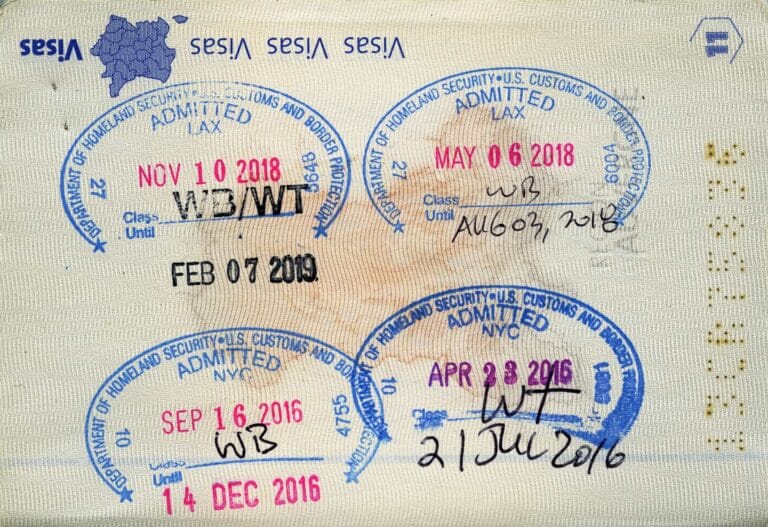 Visas Visas Visas Visas Visas
11
DEPARTMENT OF HOMELAND SECURITY • U.S. CUSTOMS AND BORDER PROTECTION
ADMITTED
LAX
27
5648
NOV 10 2018
Class WB/WT
Until
FEB 07 2019
DEPARTMENT OF HOMELAND SECURITY • U.S. CUSTOMS AND BORDER PROTECTION
ADMITTED
LAX
27
6004
MAY 06 2018
Class WB
Until AUG 03, 2018
DEPARTMENT OF HOMELAND SECURITY • U.S. CUSTOMS AND BORDER PROTECTION
ADMITTED
NYC
10
4755
SEP 16 2016
WB
Class
Until
14 DEC 2016
DEPARTMENT OF HOMELAND SECURITY • U.S. CUSTOMS AND BORDER
ADMITTED
NYC
10
APR 23 2016
Class WT
21 JUL 2016